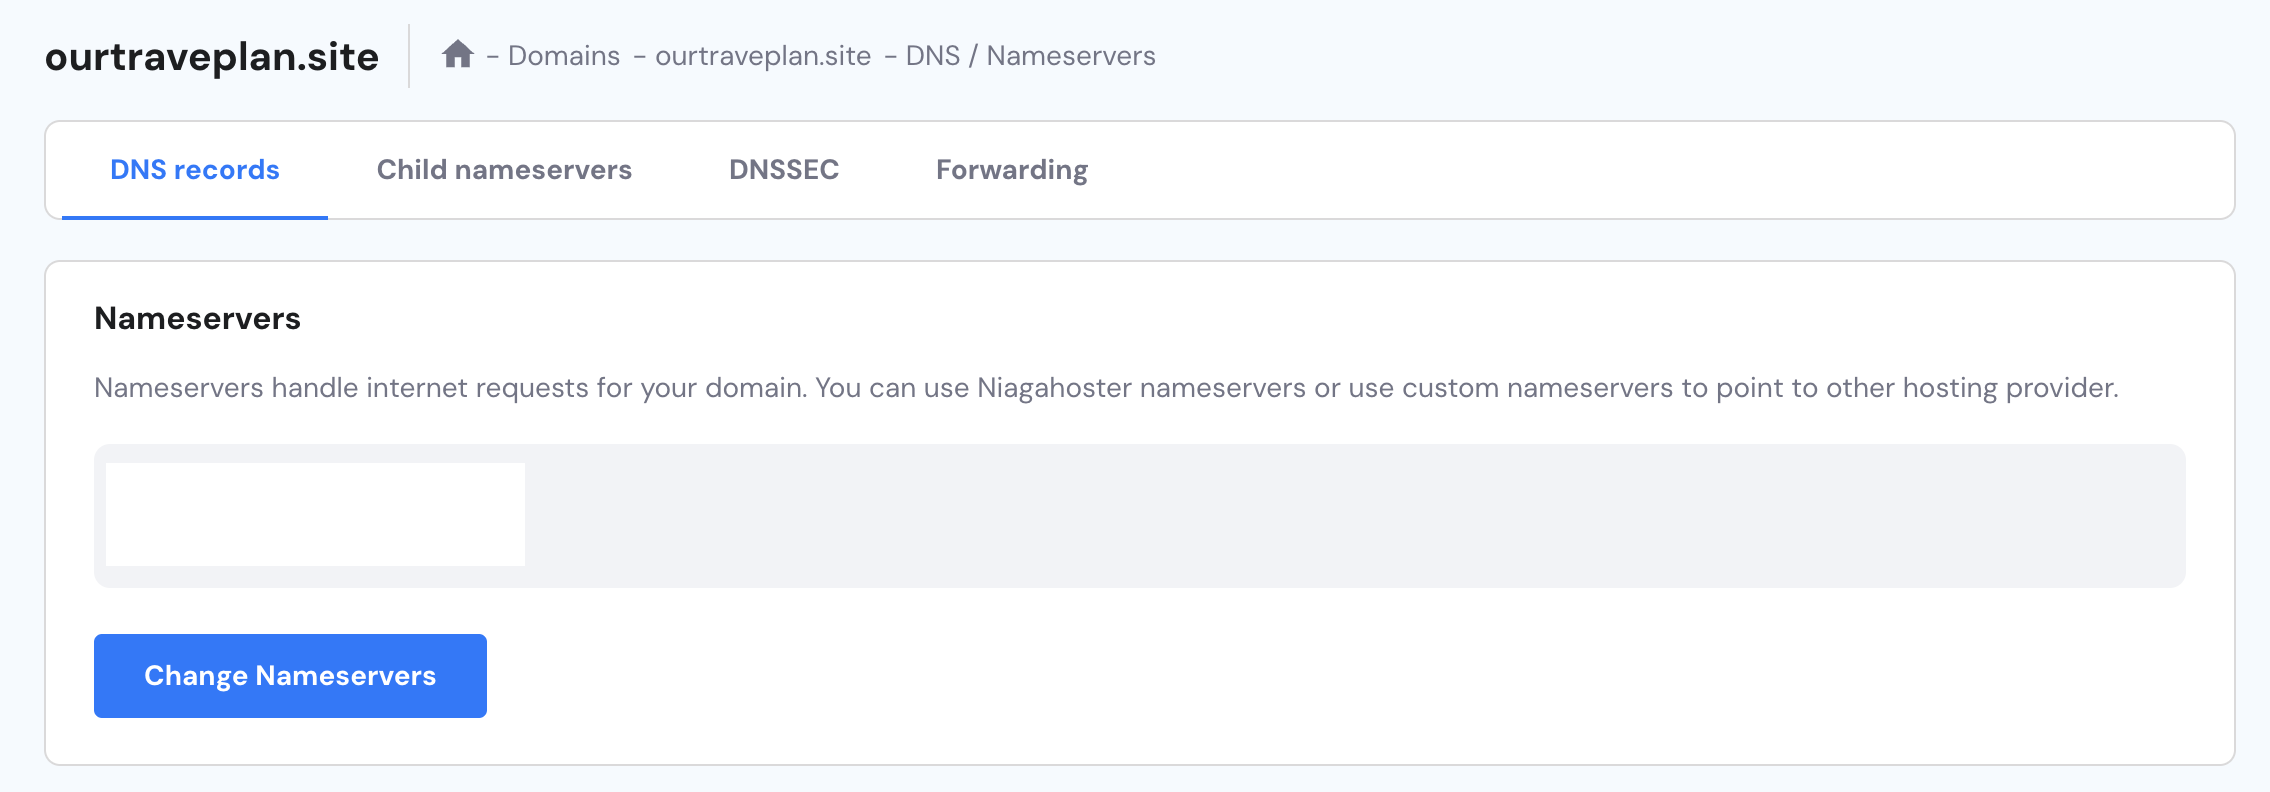 ourtraveplan.site
- Domains - ourtraveplan.site - DNS / Nameservers
DNS records Child nameservers DNSSEC Forwarding
Nameservers
Nameservers handle internet requests for your domain. You can use Niagahoster nameservers or use custom nameservers to point to other hosting provider.
Change Nameservers